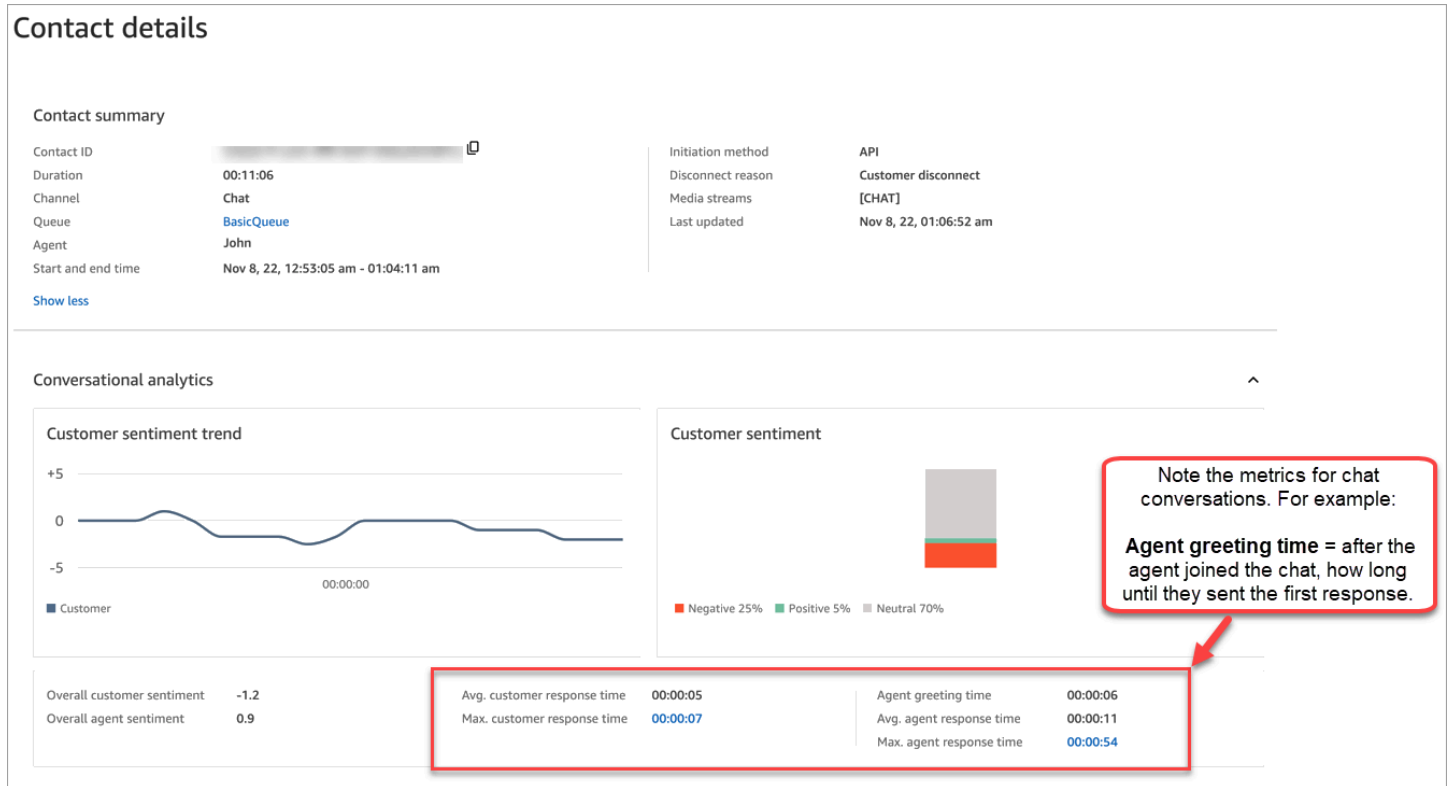 Contact details
Contact summary
Contact ID
Duration 00:11:06
Channel Chat
Queue BasicQueue
Agent John
Start and end time Nov 8, 22, 12:53:05 am - 01:04:11 am
Show less
Initiation method API
Disconnect reason Customer disconnect
Media streams [CHAT]
Last updated Nov 8, 22, 01:06:52 am
Conversational analytics
Customer sentiment trend
+5
0
-5
00:00:00
Customer
Customer sentiment
Negative 25% Positive 5% Neutral 70%
Note the metrics for chat
conversations. For example:
Agent greeting time = after the
agent joined the chat, how long
until they sent the first response.
Overall customer sentiment -1.2
Overall agent sentiment 0.9
Avg. customer response time 00:00:05
Max. customer response time 00:00:07
Agent greeting time 00:00:06
Avg. agent response time 00:00:11
Max. agent response time 00:00:54